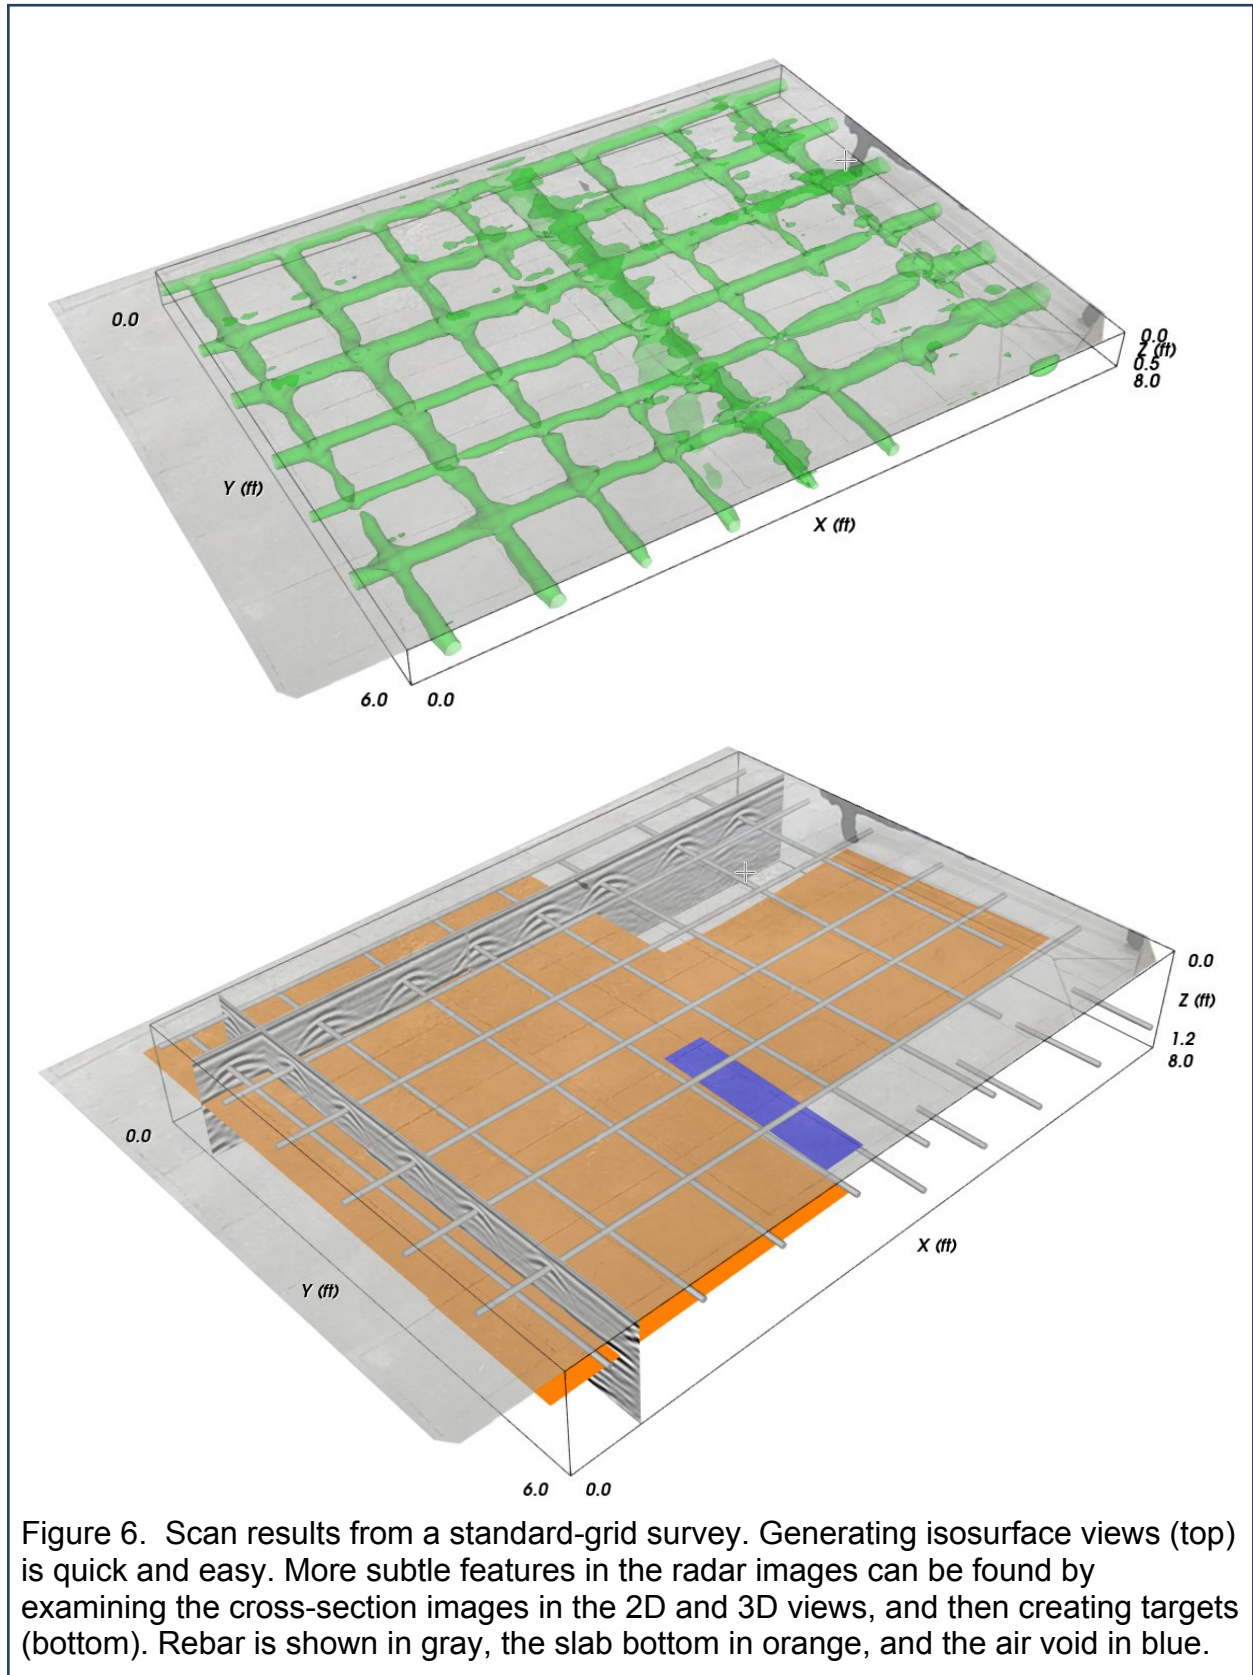 0.0
0.0
Z (ft)
0.5
8.0
Y (ft)
X (ft)
6.0 0.0
0.0
Z (ft)
1.2
8.0
0.0
X (ft)
Y (ft)
6.0 0.0
Figure 6. Scan results from a standard-grid survey. Generating isosurface views (top)
is quick and easy. More subtle features in the radar images can be found by
examining the cross-section images in the 2D and 3D views, and then creating targets
(bottom). Rebar is shown in gray, the slab bottom in orange, and the air void in blue.